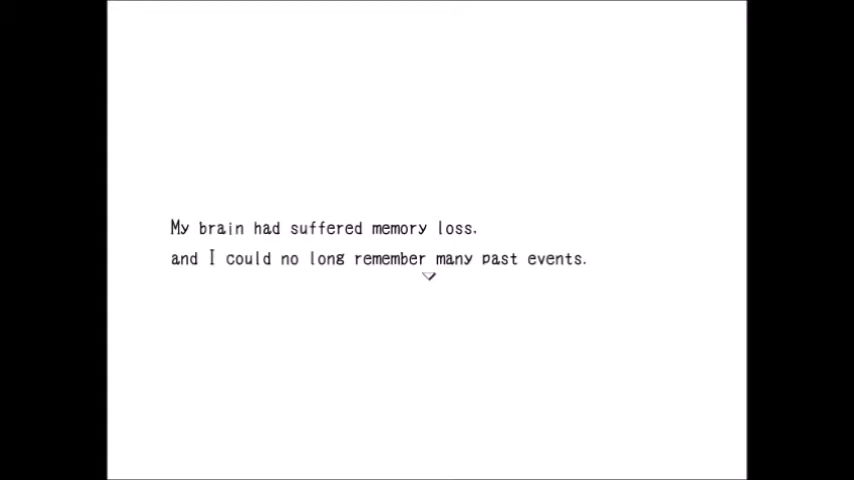 My brain had suffered memory loss.
and I could no long remember many past events.